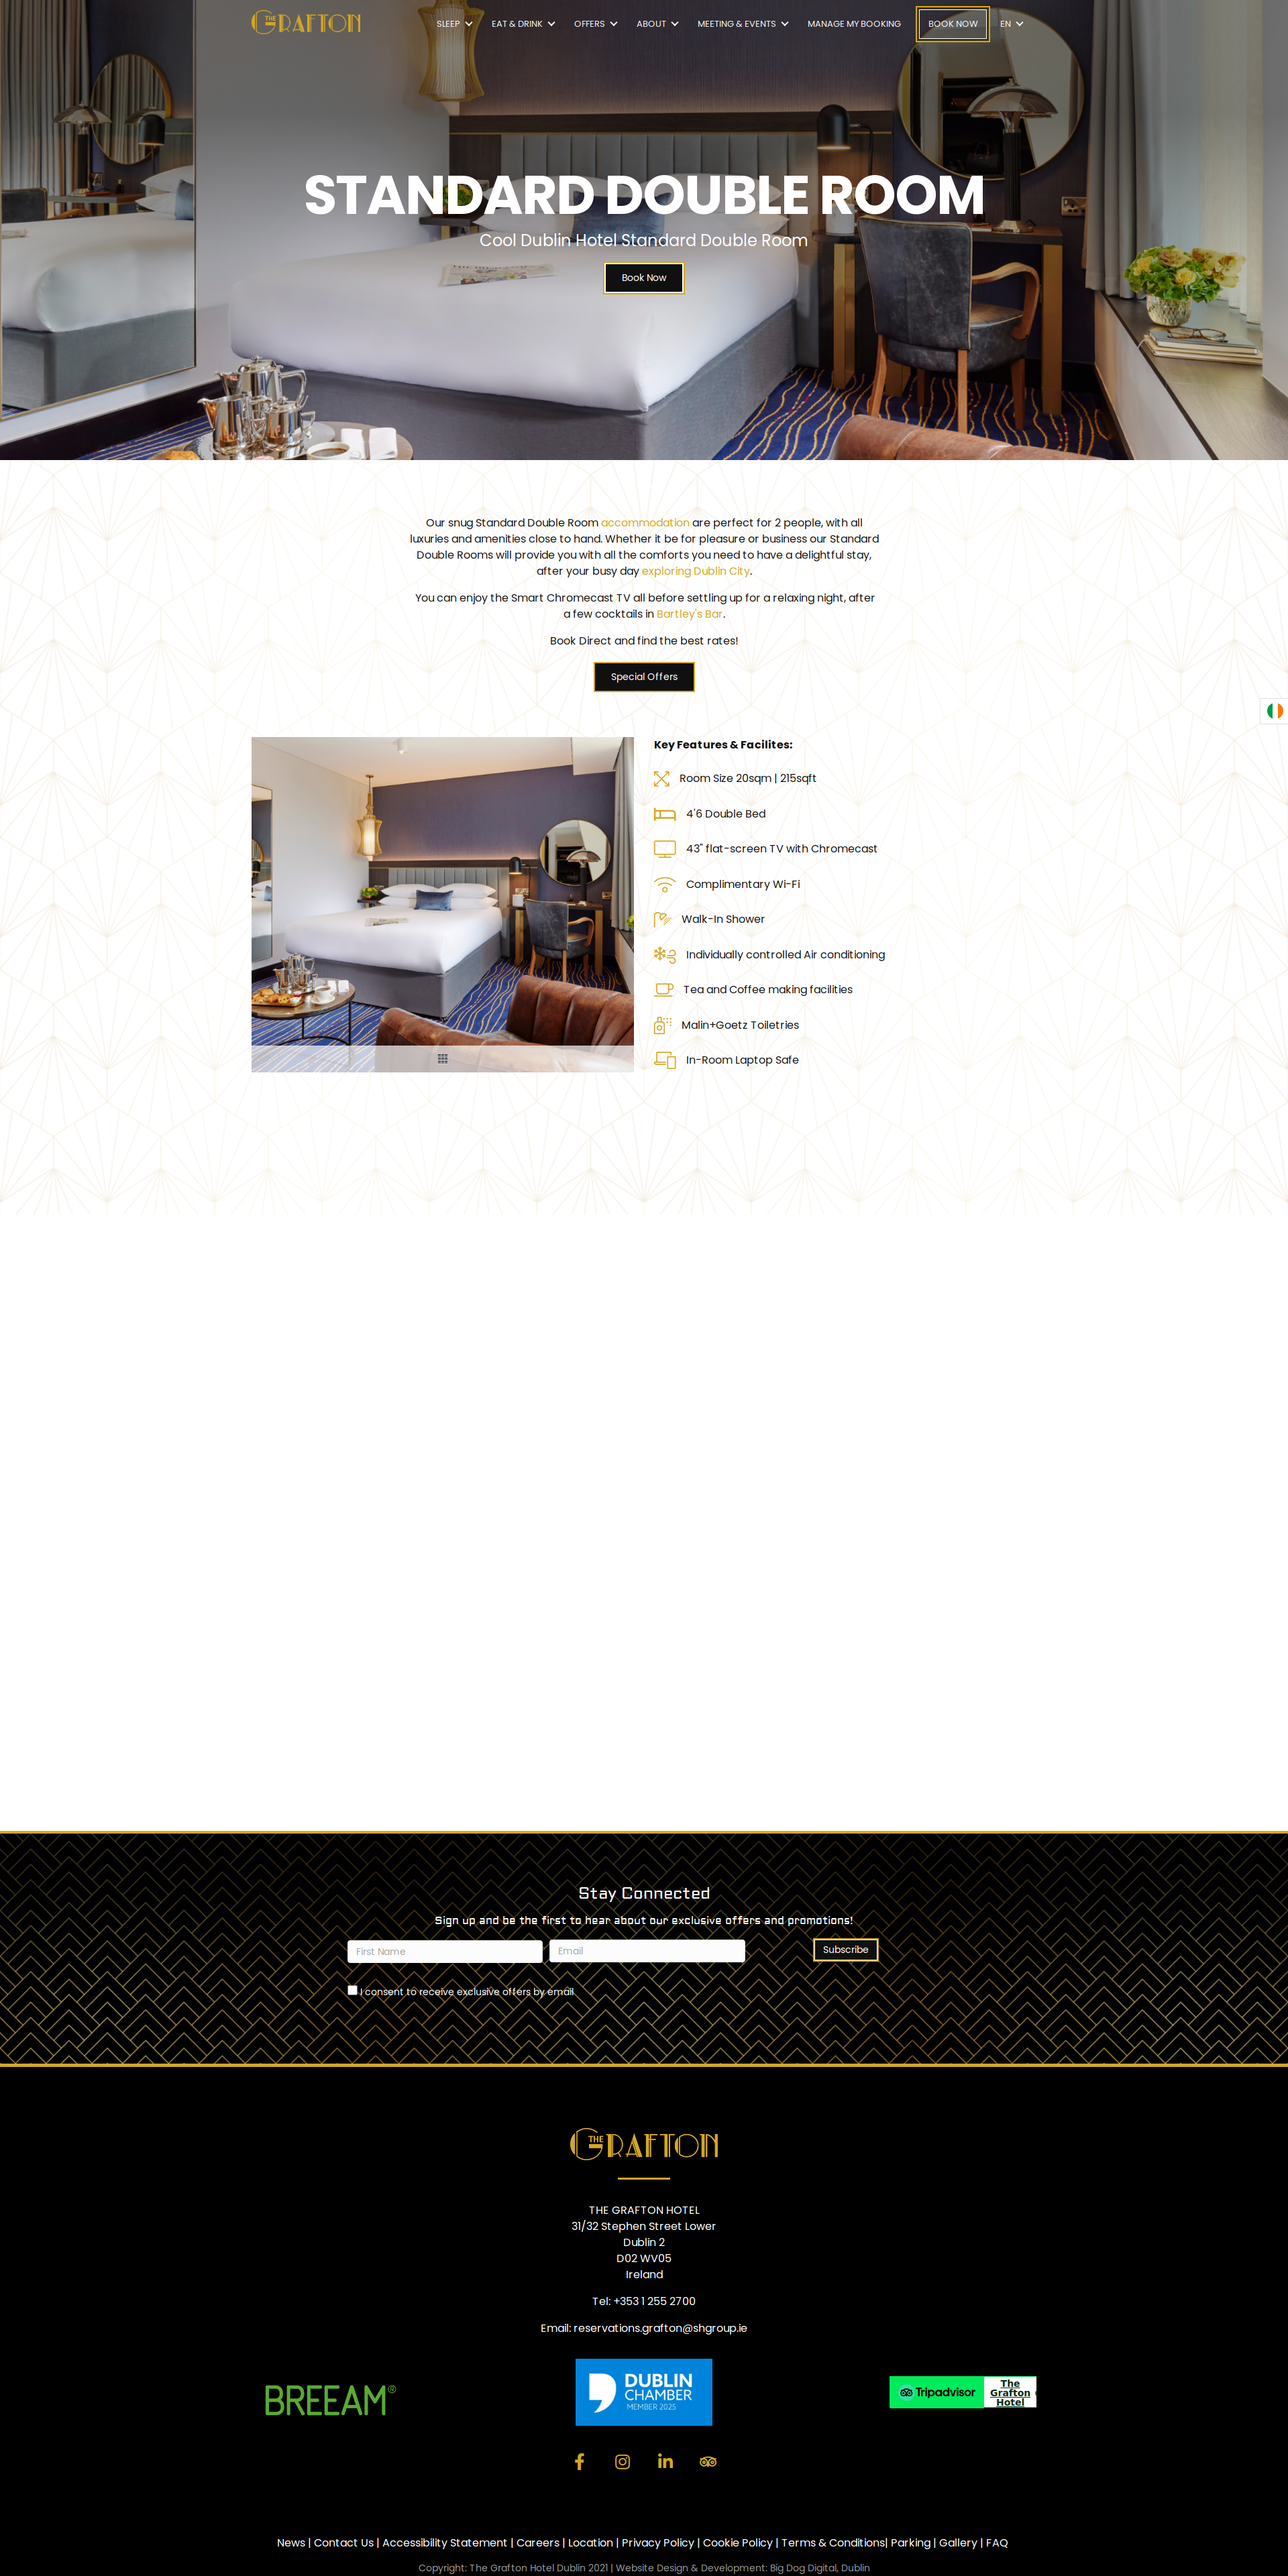 THE GRAFTON
SLEEP EAT & DRINK OFFERS ABOUT MEETING & EVENTS MANAGE MY BOOKING BOOK NOW EN
STANDARD DOUBLE ROOM
Cool Dublin Hotel Standard Double Room
Book Now
Our snug Standard Double Room accommodation are perfect for 2 people, with all
luxuries and amenities close to hand. Whether it be for pleasure or business our Standard
Double Rooms will provide you with all the comforts you need to have a delightful stay,
after your busy day exploring Dublin City.
You can enjoy the Smart Chromecast TV all before settling up for a relaxing night, after
a few cocktails in Bartley's Bar.
Book Direct and find the best rates!
Special Offers
Key Features & Facilites:
Room Size 20sqm | 215sqft
4'6 Double Bed
43" flat-screen TV with Chromecast
Complimentary Wi-Fi
Walk-In Shower
Individually controlled Air conditioning
Tea and Coffee making facilities
Malin+Goetz Toiletries
In-Room Laptop Safe
Stay Connected
Sign up and be the first to hear about our exclusive offers and promotions!
First Name Email Subscribe
I consent to receive exclusive offers by email
THE GRAFTON
THE GRAFTON HOTEL
31/32 Stephen Street Lower
Dublin 2
D02 WV05
Ireland
Tel: +353 1 255 2700
Email: reservations.grafton@shgroup.ie
BREEAM®
DUBLIN
CHAMBER
MEMBER 2025
Tripadvisor
The
Grafton
Hotel
News | Contact Us | Accessibility Statement | Careers | Location | Privacy Policy | Cookie Policy | Terms & Conditions| Parking | Gallery | FAQ
Copyright: The Grafton Hotel Dublin 2021 | Website Design & Development: Big Dog Digital, Dublin